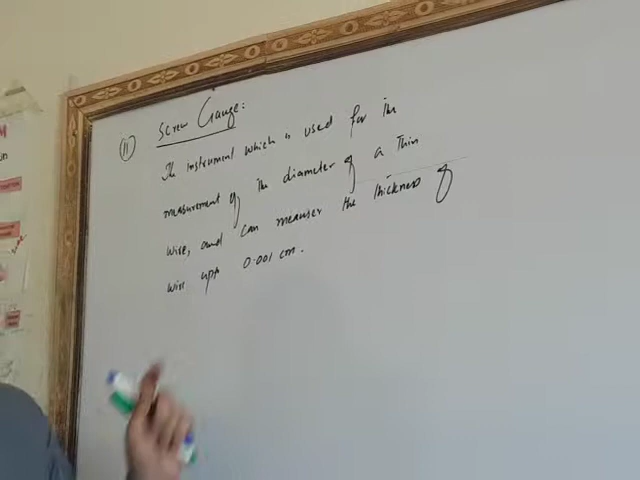 (11) Screw Gauge:
The instrument which is used for the
measurement of the diameter of a thin
wire, and can meauser the thickness of
wire upto 0.001 cm.